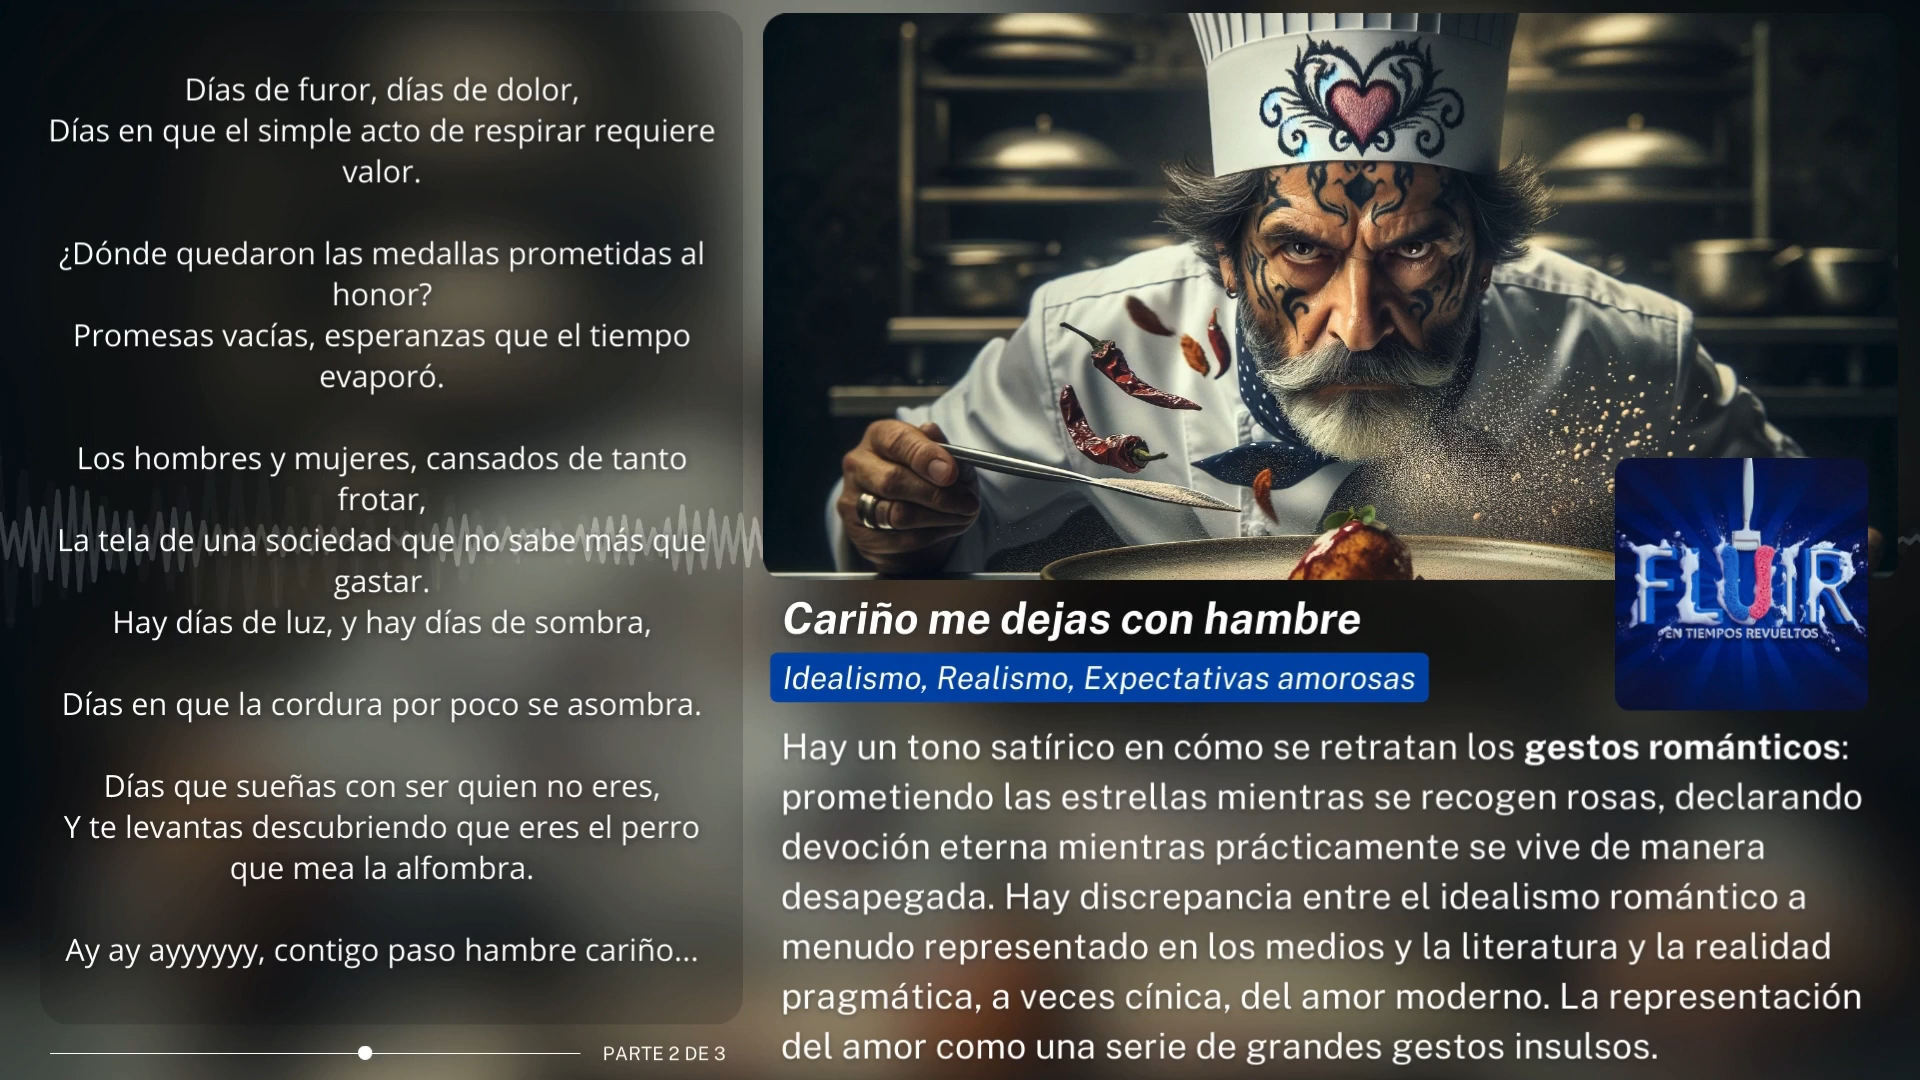 Días de furor, días de dolor,
Días en que el simple acto de respirar requiere
valor.
¿Dónde quedaron las medallas prometidas al
honor?
Promesas vacías, esperanzas que el tiempo
evaporó.
Los hombres y mujeres, cansados de tanto
frotar,
La tela de una sociedad que no sabe más que
gastar.
Hay días de luz, y hay días de sombra,
Días en que la cordura por poco se asombra.
Días que sueñas con ser quien no eres,
Y te levantas descubriendo que eres el perro
que mea la alfombra.
Ay ay ayyyyyy, contigo paso hambre cariño...
PARTE 2 DE 3
FLUIR
EN TIEMPOS REVUELTOS
Cariño me dejas con hambre
Idealismo, Realismo, Expectativas amorosas
Hay un tono satírico en cómo se retratan los gestos románticos:
prometiendo las estrellas mientras se recogen rosas, declarando
devoción eterna mientras prácticamente se vive de manera
desapegada. Hay discrepancia entre el idealismo romántico a
menudo representado en los medios y la literatura y la realidad
pragmática, a veces cínica, del amor moderno. La representación
del amor como una serie de grandes gestos insulsos.